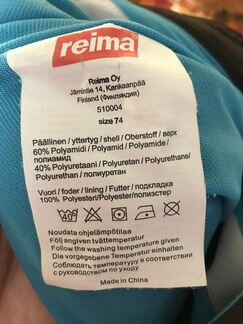 reima
Reima Oy
Jämintie 14, Kankaanpää
Finland (Финляндия)
510004
size 74
Päällinen / yttertyg / shell / Oberstoff / верх
60% Polyamidi / Polyamid / Polyamide /
полиамид
40% Polyuretaani / Polyuretan / Polyurethane/
Polyurethan / полиуретан
Vuori / foder / lining / Futter / подкладка
100% Polyesteri/Polyester/полиэстер
40°
Noudata ohjelämpötilaa
Följ angiven tvättemperatur
Follow the washing temperature given
Die vorgegebene Temperatur einhalten
Соблюдать температуру в соответствии
с руководством по уходу
Made in China